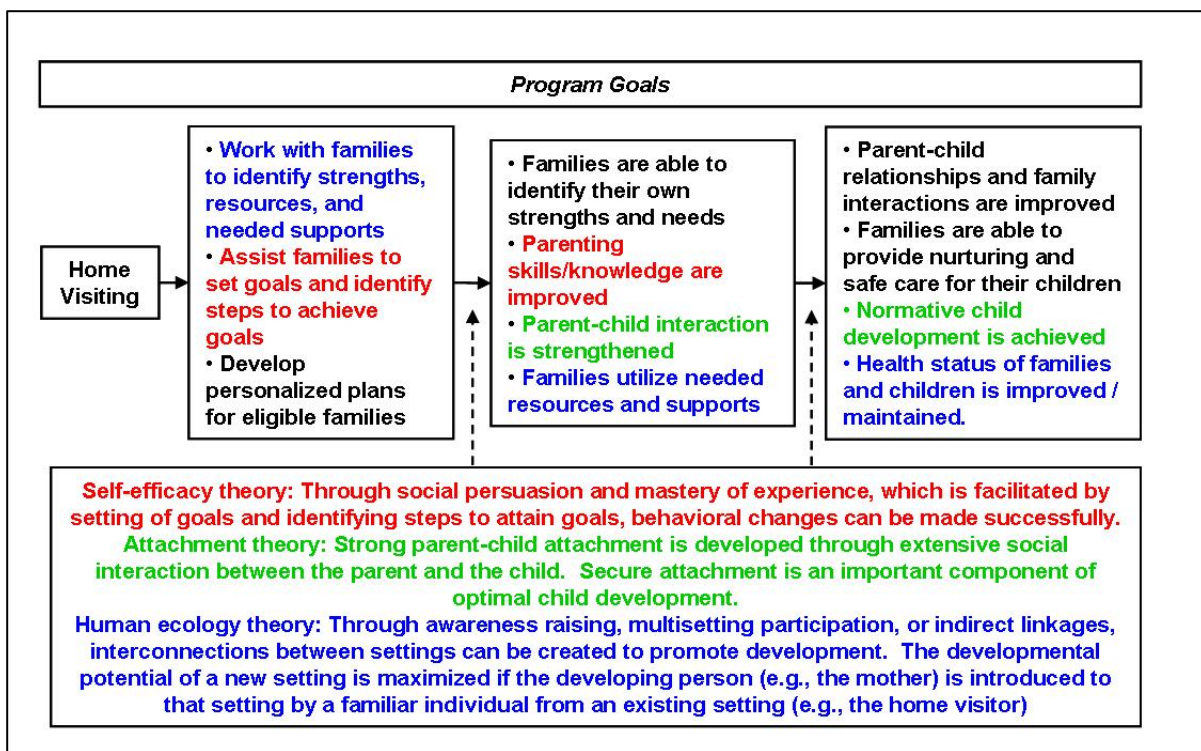 Program Goals
Home
Visiting
• Work with families
to identify strengths,
resources, and
needed supports
• Assist families to
set goals and identify
steps to achieve
goals
• Develop
personalized plans
for eligible families
• Families are able to
identify their own
strengths and needs
• Parenting
skills/knowledge are
improved
• Parent-child interaction
is strengthened
• Families utilize needed
resources and supports
• Parent-child
relationships and family
interactions are improved
• Families are able to
provide nurturing and
safe care for their children
• Normative child
development is achieved
• Health status of families
and children is improved /
maintained.
Self-efficacy theory: Through social persuasion and mastery of experience, which is facilitated by
setting of goals and identifying steps to attain goals, behavioral changes can be made successfully.
Attachment theory: Strong parent-child attachment is developed through extensive social
interaction between the parent and the child. Secure attachment is an important component of
optimal child development.
Human ecology theory: Through awareness raising, multisetting participation, or indirect linkages,
interconnections between settings can be created to promote development. The developmental
potential of a new setting is maximized if the developing person (e.g., the mother) is introduced to
that setting by a familiar individual from an existing setting (e.g., the home visitor)